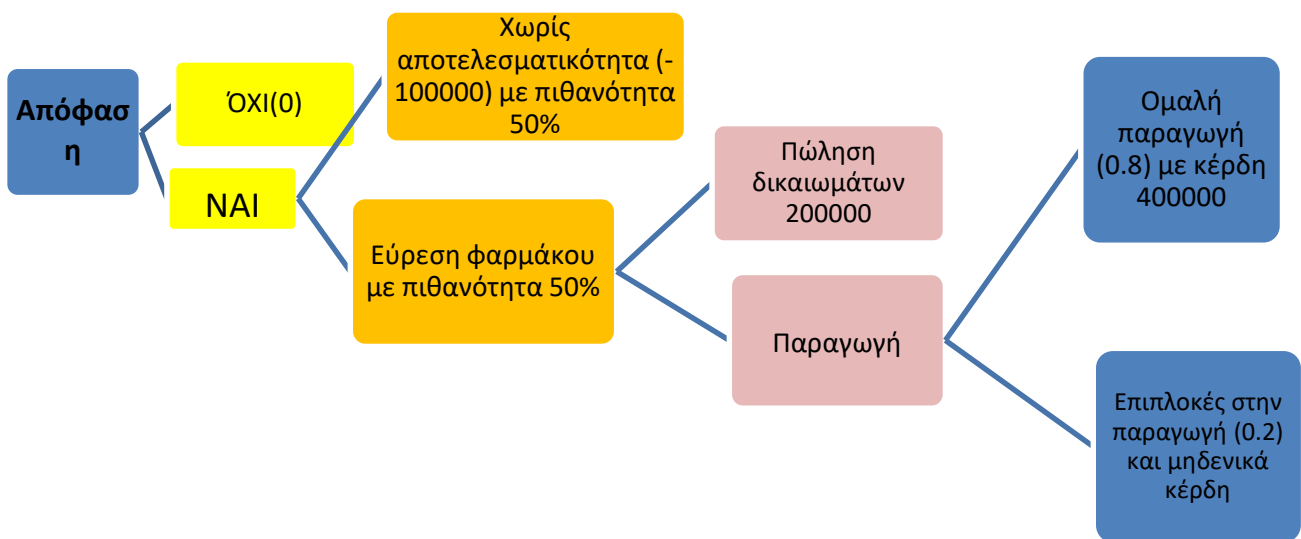 Απόφασ
η
ΌΧΙ(0)
ΝΑΙ
Χωρίς
αποτελεσματικότητα (-
100000) με πιθανότητα
50%
Εύρεση φαρμάκου
με πιθανότητα 50%
Πώληση
δικαιωμάτων
200000
Παραγωγή
Ομαλή
παραγωγή
(0.8) με κέρδη
400000
Επιπλοκές στην
παραγωγή (0.2)
και μηδενικά
κέρδη